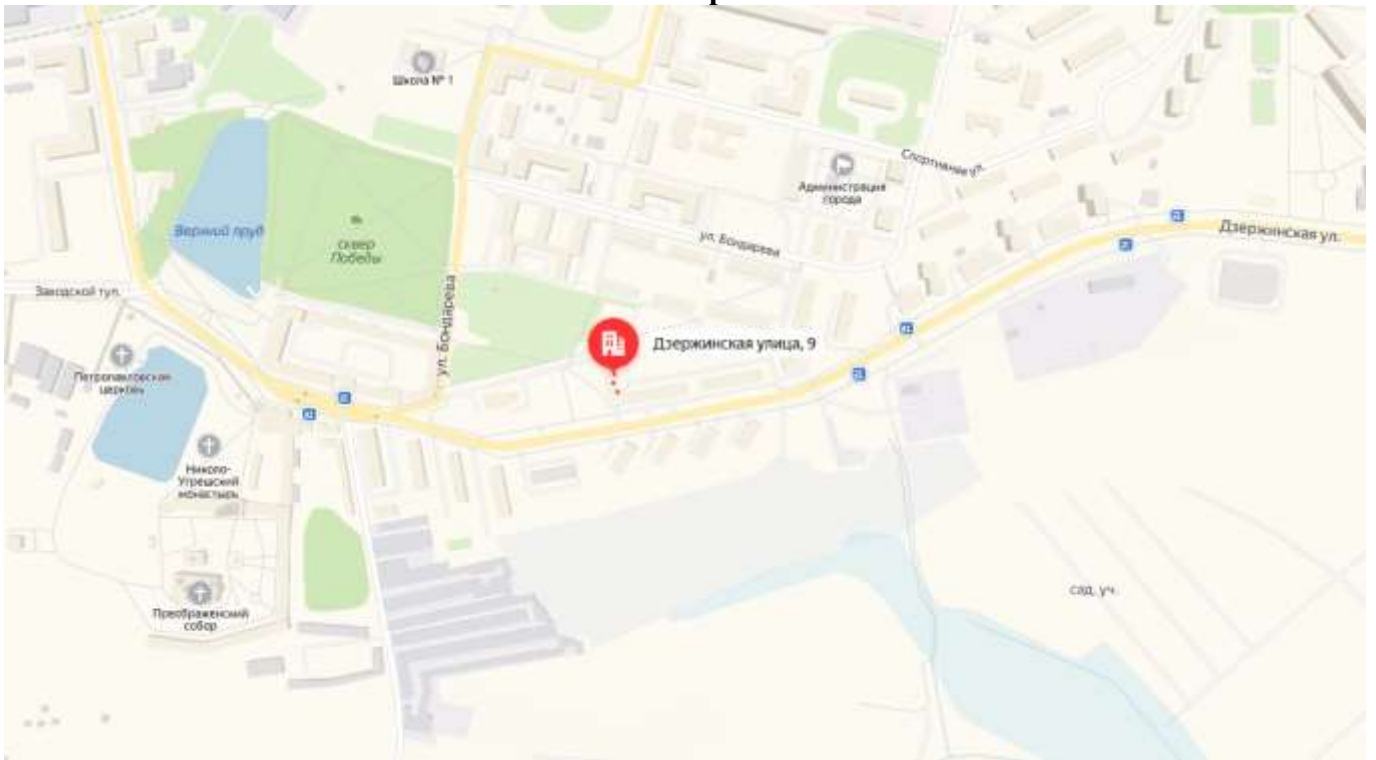 Школа № 1
Спортивная ул.
Администрация
города
Верхний пруд
сквер
Победы
ул. Бондарева
Дзержинская ул.
Заводской туп.
ул. Бондарева
Дзержинская улица, 9
Петропавловская
церковь
Николо-
Угрешский
монастырь
сад. уч.
Преображенский
собор